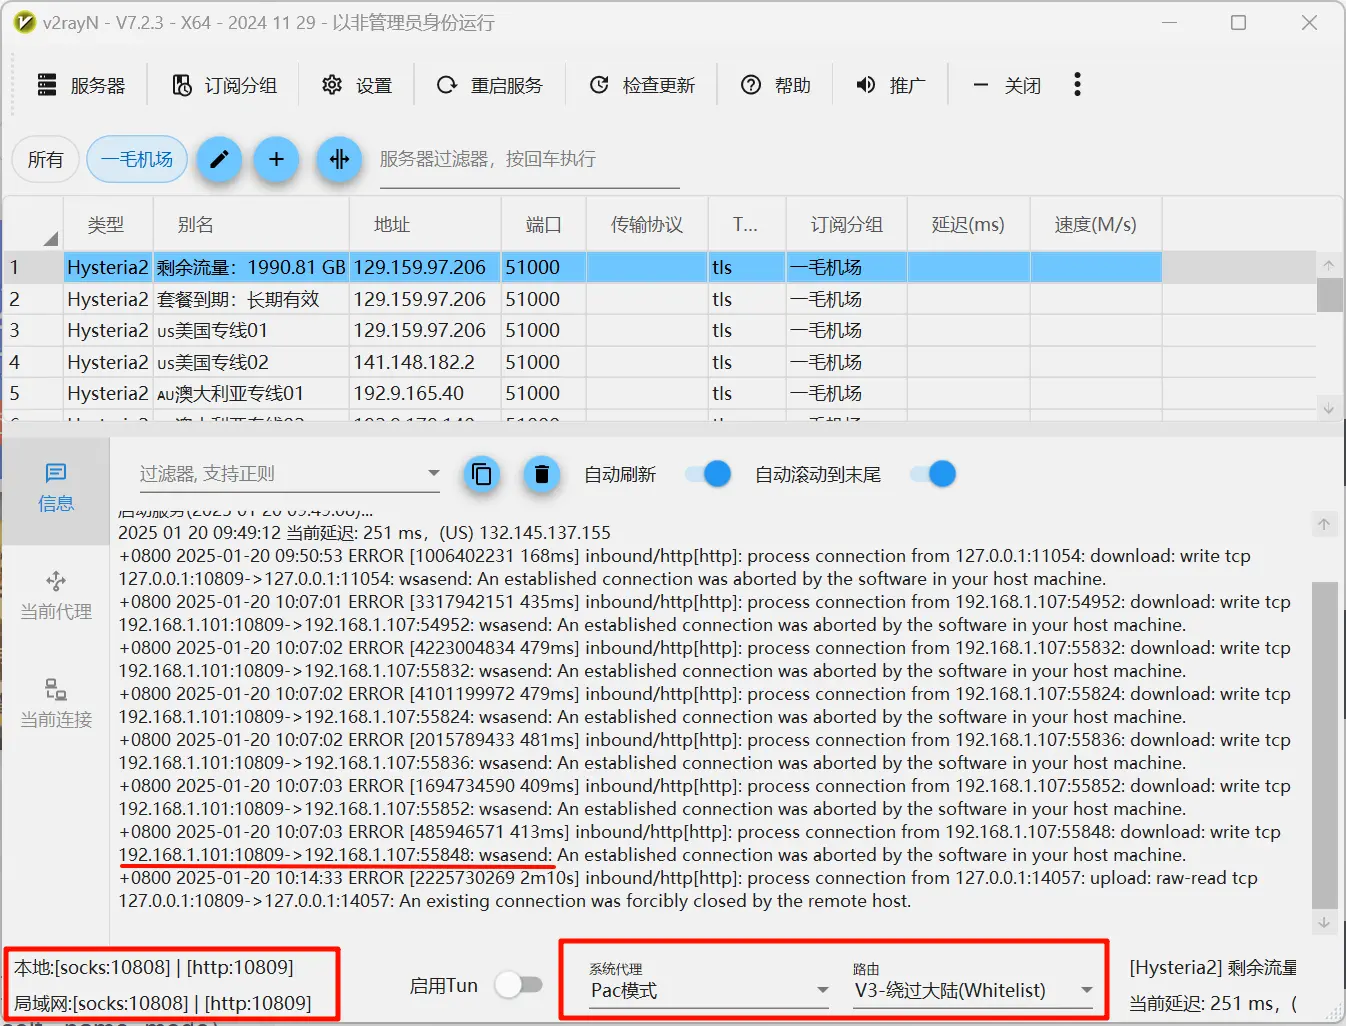 v2rayN - V7.2.3 - X64 - 2024 11 29 - 以非管理员身份运行
服务器 订阅分组 设置 重启服务 检查更新 帮助 推广 关闭
所有 一毛机场 服务器过滤器，按回车执行
类型 别名 地址 端口 传输协议 T... 订阅分组 延迟(ms) 速度(M/s)
1 Hysteria2 剩余流量：1990.81 GB 129.159.97.206 51000 tls 一毛机场
2 Hysteria2 套餐到期：长期有效 129.159.97.206 51000 tls 一毛机场
3 Hysteria2 US美国专线01 129.159.97.206 51000 tls 一毛机场
4 Hysteria2 US美国专线02 141.148.182.2 51000 tls 一毛机场
5 Hysteria2 AU澳大利亚专线01 192.9.165.40 51000 tls 一毛机场
信息
当前代理
当前连接
过滤器, 支持正则 自动刷新 自动滚动到末尾
启动服务(2025 01 20 09:49:08)...
2025 01 20 09:49:12 当前延迟: 251 ms，(US) 132.145.137.155
+0800 2025-01-20 09:50:53 ERROR [1006402231 168ms] inbound/http[http]: process connection from 127.0.0.1:11054: download: write tcp
127.0.0.1:10809->127.0.0.1:11054: wsasend: An established connection was aborted by the software in your host machine.
+0800 2025-01-20 10:07:01 ERROR [3317942151 435ms] inbound/http[http]: process connection from 192.168.1.107:54952: download: write tcp
192.168.1.101:10809->192.168.1.107:54952: wsasend: An established connection was aborted by the software in your host machine.
+0800 2025-01-20 10:07:02 ERROR [4223004834 479ms] inbound/http[http]: process connection from 192.168.1.107:55832: download: write tcp
192.168.1.101:10809->192.168.1.107:55832: wsasend: An established connection was aborted by the software in your host machine.
+0800 2025-01-20 10:07:02 ERROR [4101199972 479ms] inbound/http[http]: process connection from 192.168.1.107:55824: download: write tcp
192.168.1.101:10809->192.168.1.107:55824: wsasend: An established connection was aborted by the software in your host machine.
+0800 2025-01-20 10:07:02 ERROR [2015789433 481ms] inbound/http[http]: process connection from 192.168.1.107:55836: download: write tcp
192.168.1.101:10809->192.168.1.107:55836: wsasend: An established connection was aborted by the software in your host machine.
+0800 2025-01-20 10:07:03 ERROR [1694734590 409ms] inbound/http[http]: process connection from 192.168.1.107:55852: download: write tcp
192.168.1.101:10809->192.168.1.107:55852: wsasend: An established connection was aborted by the software in your host machine.
+0800 2025-01-20 10:07:03 ERROR [485946571 413ms] inbound/http[http]: process connection from 192.168.1.107:55848: download: write tcp
192.168.1.101:10809->192.168.1.107:55848: wsasend: An established connection was aborted by the software in your host machine.
+0800 2025-01-20 10:14:33 ERROR [2225730269 2m10s] inbound/http[http]: process connection from 127.0.0.1:14057: upload: raw-read tcp
127.0.0.1:10809->127.0.0.1:14057: An existing connection was forcibly closed by the remote host.
本地:[socks:10808] | [http:10809]
局域网:[socks:10808] | [http:10809]
启用Tun
系统代理
Pac模式
路由
V3-绕过大陆(Whitelist)
[Hysteria2] 剩余流量
当前延迟: 251 ms，(